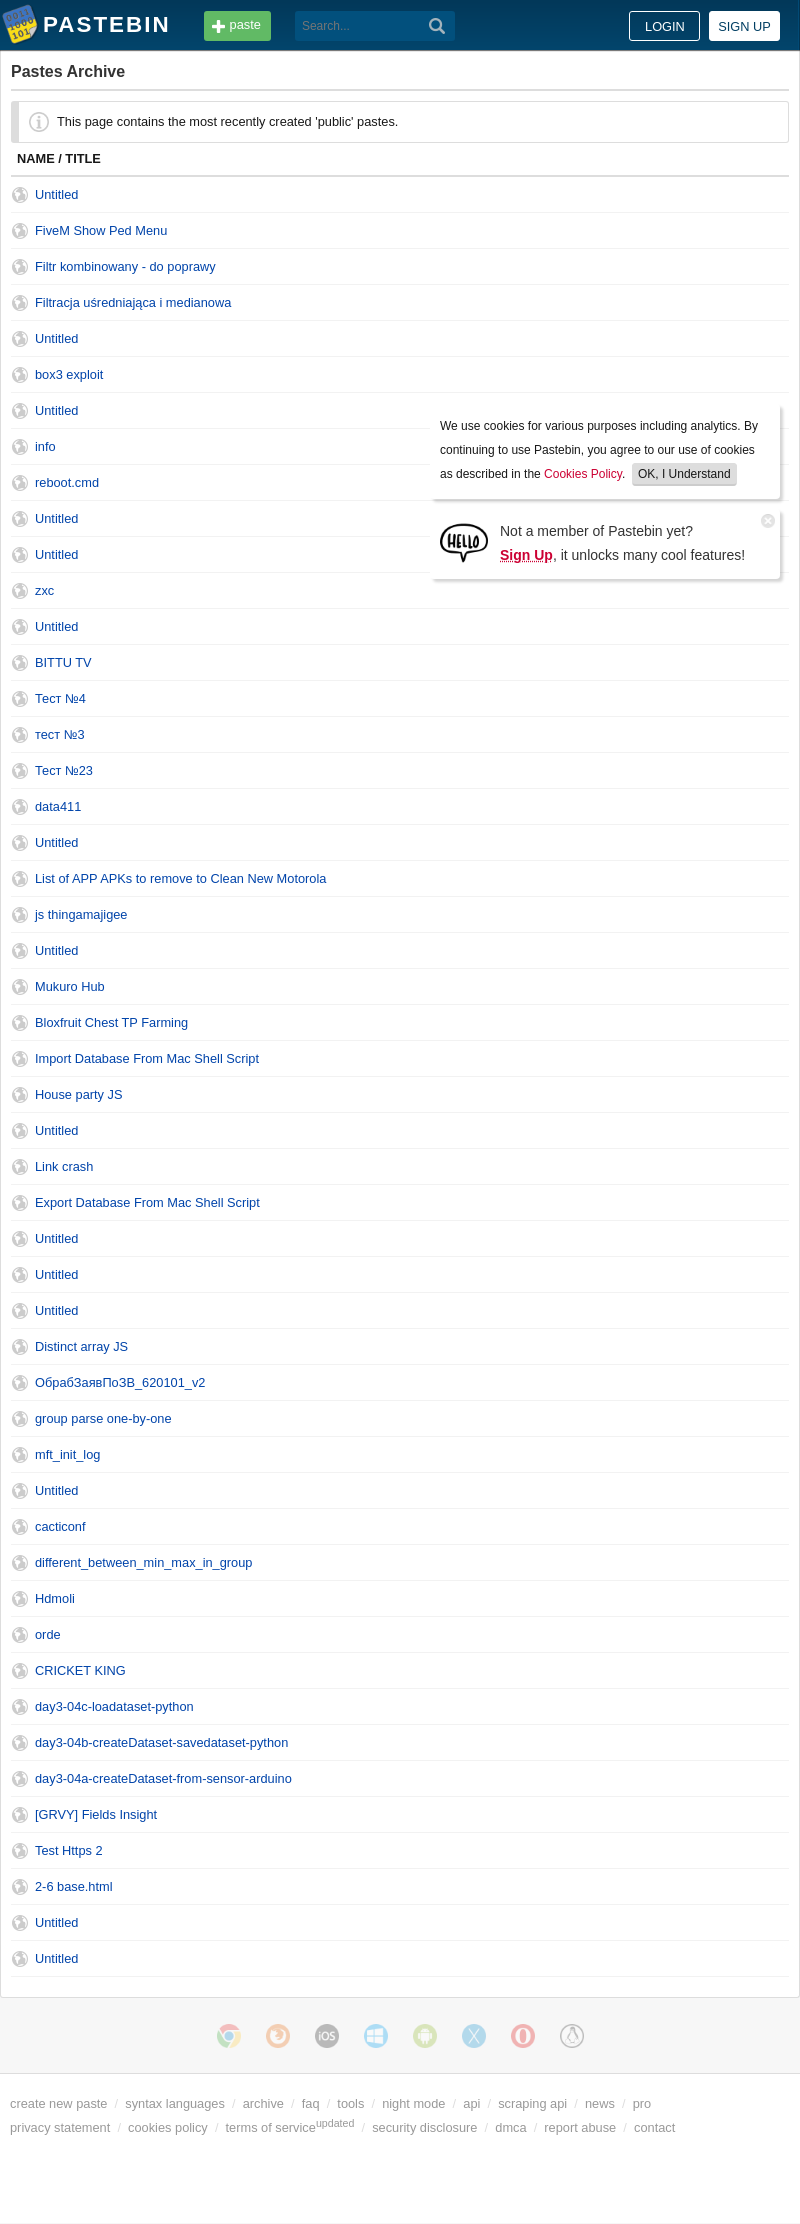 PASTEBIN paste Search... LOGIN SIGN UP
Pastes Archive
This page contains the most recently created 'public' pastes.
NAME / TITLE
Untitled
FiveM Show Ped Menu
Filtr kombinowany - do poprawy
Filtracja uśredniająca i medianowa
Untitled
box3 exploit
Untitled
info
reboot.cmd
Untitled
Untitled
zxc
Untitled
BITTU TV
Тест №4
тест №3
Тест №23
data411
Untitled
List of APP APKs to remove to Clean New Motorola
js thingamajigee
Untitled
Mukuro Hub
Bloxfruit Chest TP Farming
Import Database From Mac Shell Script
House party JS
Untitled
Link crash
Export Database From Mac Shell Script
Untitled
Untitled
Untitled
Distinct array JS
ОбрабЗаявПоЗВ_620101_v2
group parse one-by-one
mft_init_log
Untitled
cacticonf
different_between_min_max_in_group
Hdmoli
orde
CRICKET KING
day3-04c-loadataset-python
day3-04b-createDataset-savedataset-python
day3-04a-createDataset-from-sensor-arduino
[GRVY] Fields Insight
Test Https 2
2-6 base.html
Untitled
Untitled
We use cookies for various purposes including analytics. By
continuing to use Pastebin, you agree to our use of cookies
as described in the Cookies Policy. OK, I Understand
HELLO
Not a member of Pastebin yet?
Sign Up, it unlocks many cool features!
iOS
create new paste / syntax languages / archive / faq / tools / night mode / api / scraping api / news / pro
privacy statement / cookies policy / terms of service updated / security disclosure / dmca / report abuse / contact